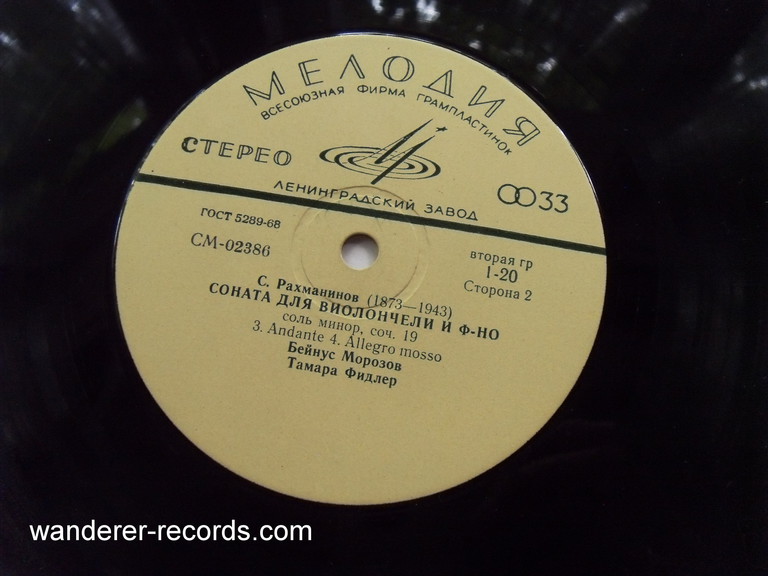 МЕЛОДИЯ
ВСЕСОЮЗНАЯ ФИРМА ГРАМПЛАСТИНОК
СТЕРЕО
33
ЛЕНИНГРАДСКИЙ ЗАВОД
ГОСТ 5289-68
СМ-02386
вторая гр
1-20
Сторона 2
С. Рахманинов (1873—1943)
СОНАТА ДЛЯ ВИОЛОНЧЕЛИ И Ф-НО
соль минор, соч. 19
3. Andante 4. Allegro mosso
Бейнус Морозов
Тамара Фидлер
wanderer-records.com